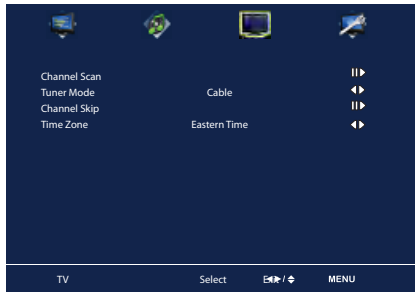 Channel Scan
Tuner Mode Cable
Channel Skip
Time Zone Eastern Time
TV Select MENU